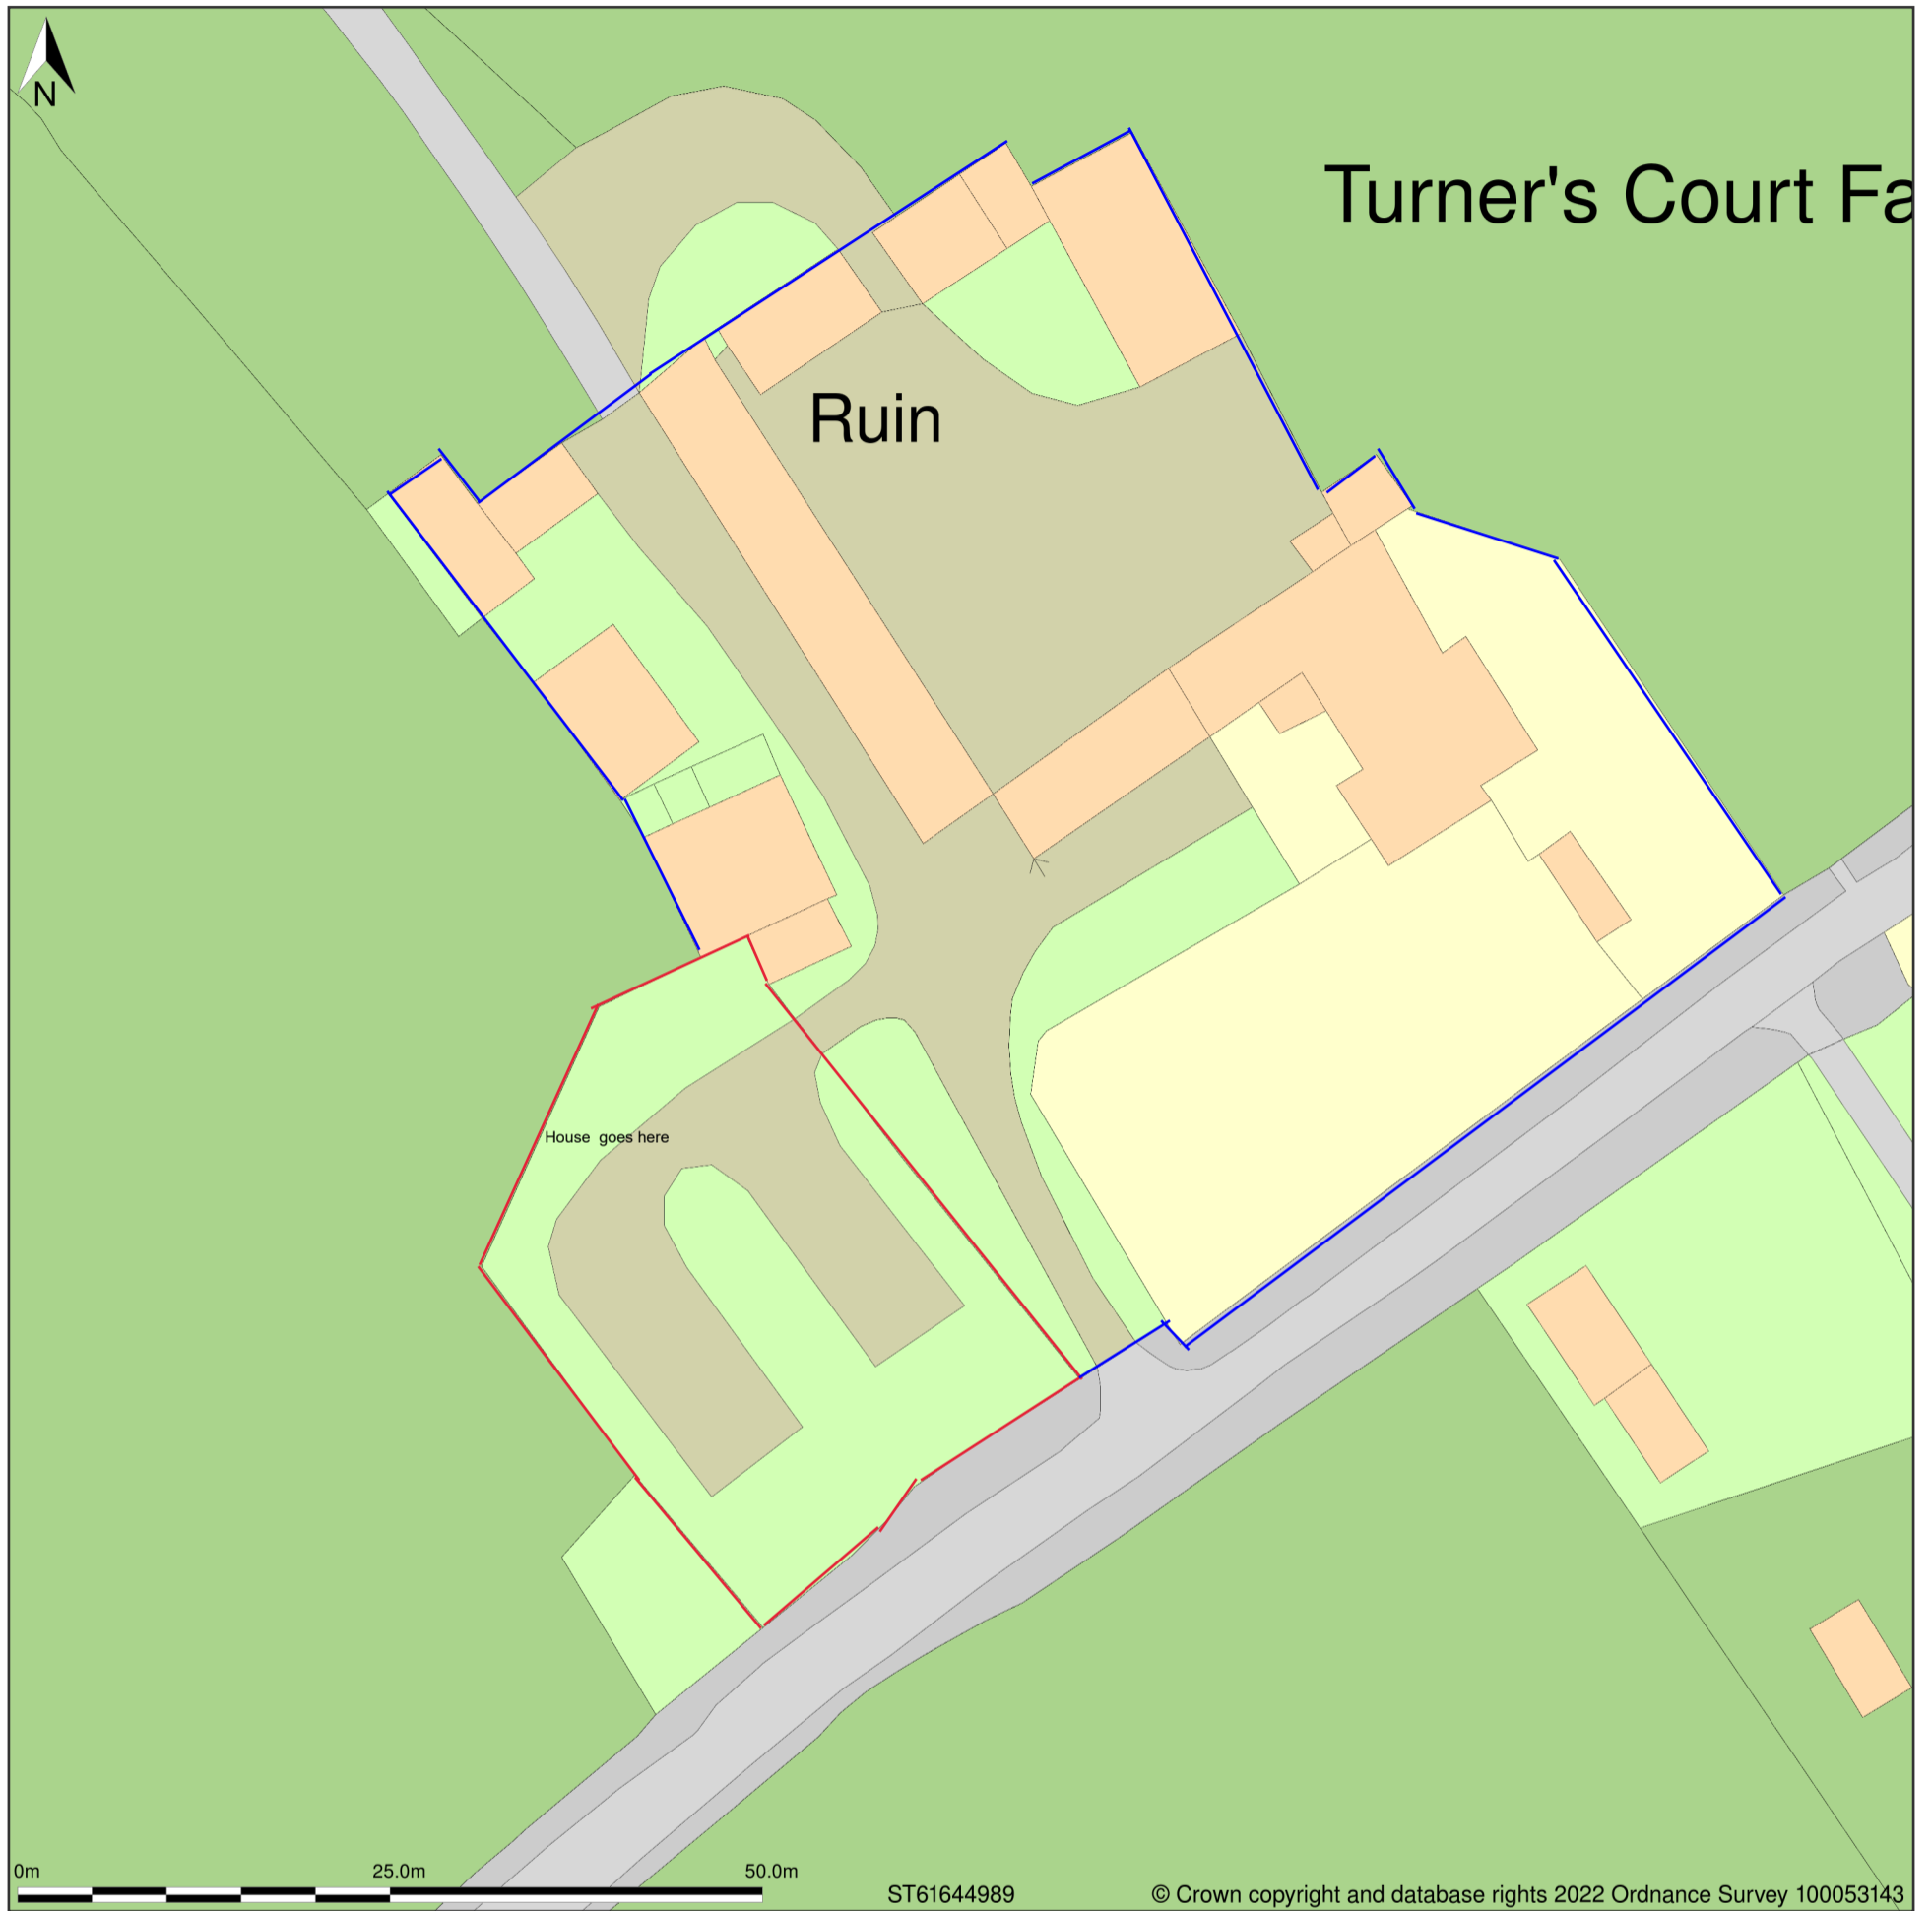 N
Turner's Court Fa
Ruin
House goes here
0m 25.0m 50.0m
ST61644989 © Crown copyright and database rights 2022 Ordnance Survey 100053143